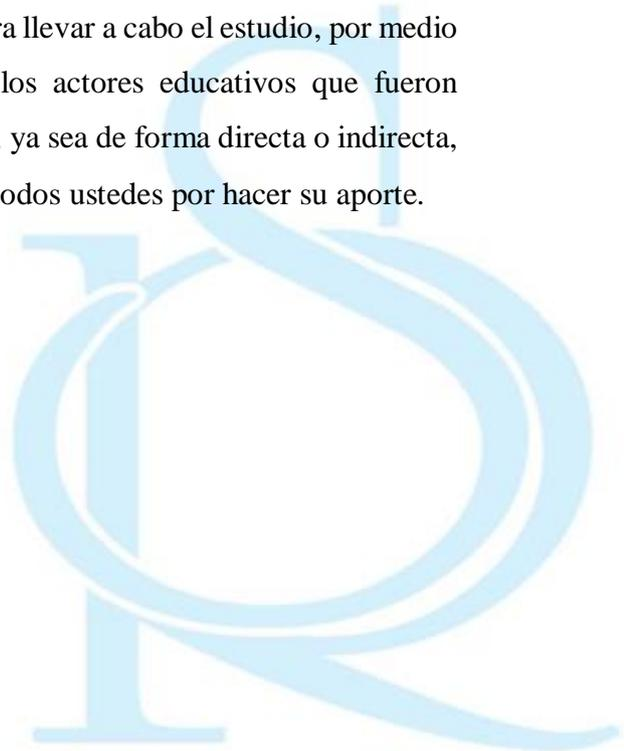 ra llevar a cabo el estudio, por medio
los actores educativos que fueron
ya sea de forma directa o indirecta,
odos ustedes por hacer su aporte.